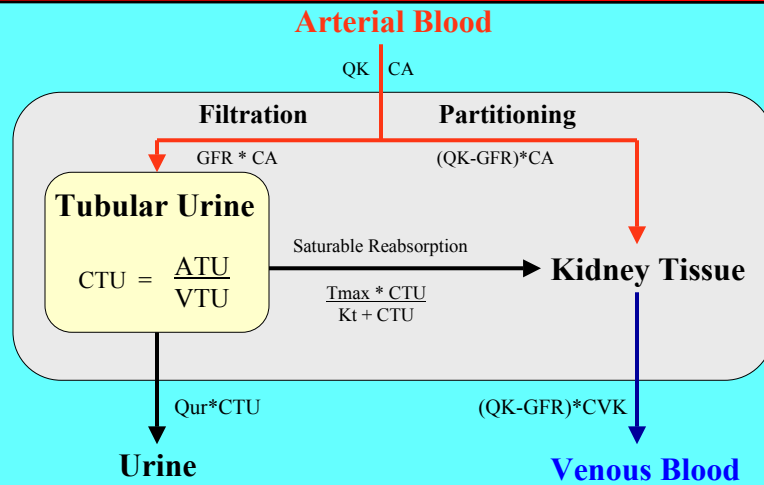 Arterial Blood
QK CA
Filtration Partitioning
GFR * CA (QK-GFR)*CA
Tubular Urine
CTU = ATU
VTU
Saturable Reabsorption
Tmax * CTU
Kt + CTU
Kidney Tissue
Qur*CTU (QK-GFR)*CVK
Urine Venous Blood